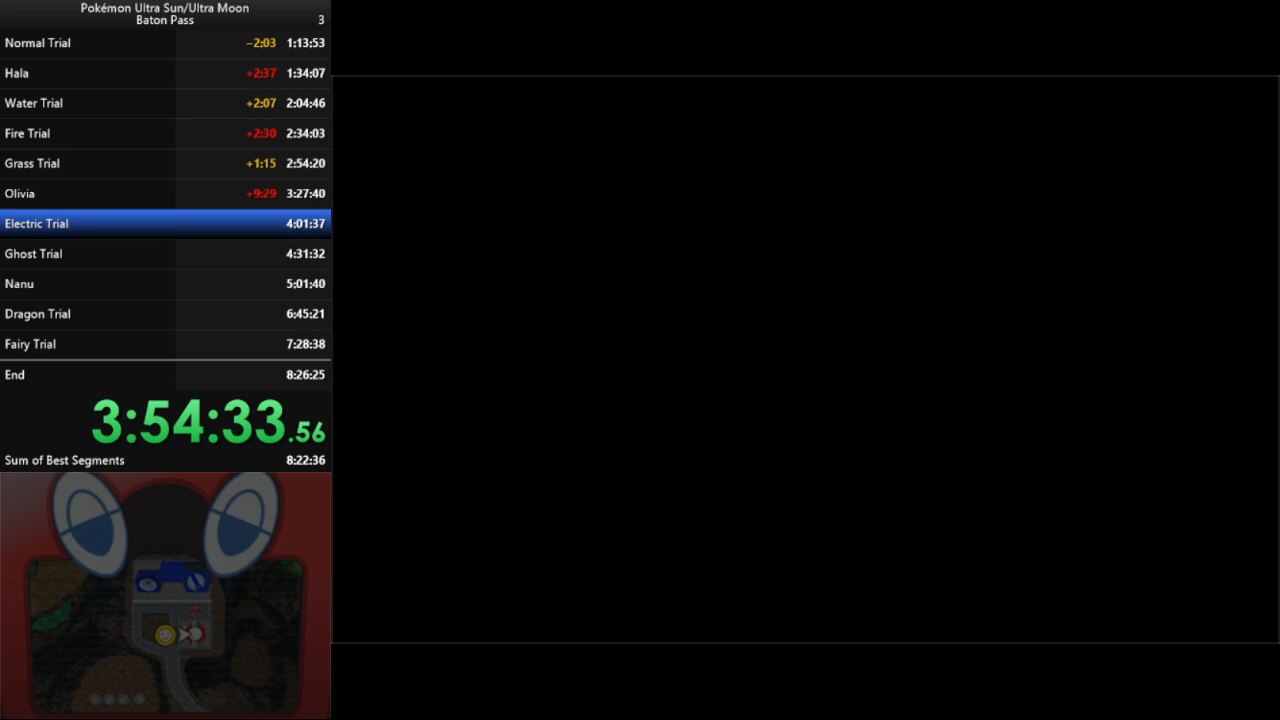 Pokémon Ultra Sun/Ultra Moon
Baton Pass 3
Normal Trial −2:03 1:13:53
Hala +2:37 1:34:07
Water Trial +2:07 2:04:46
Fire Trial +2:30 2:34:03
Grass Trial +1:15 2:54:20
Olivia +9:29 3:27:40
Electric Trial 4:01:37
Ghost Trial 4:31:32
Nanu 5:01:40
Dragon Trial 6:45:21
Fairy Trial 7:28:38
End 8:26:25
3:54:33.56
Sum of Best Segments 8:22:36